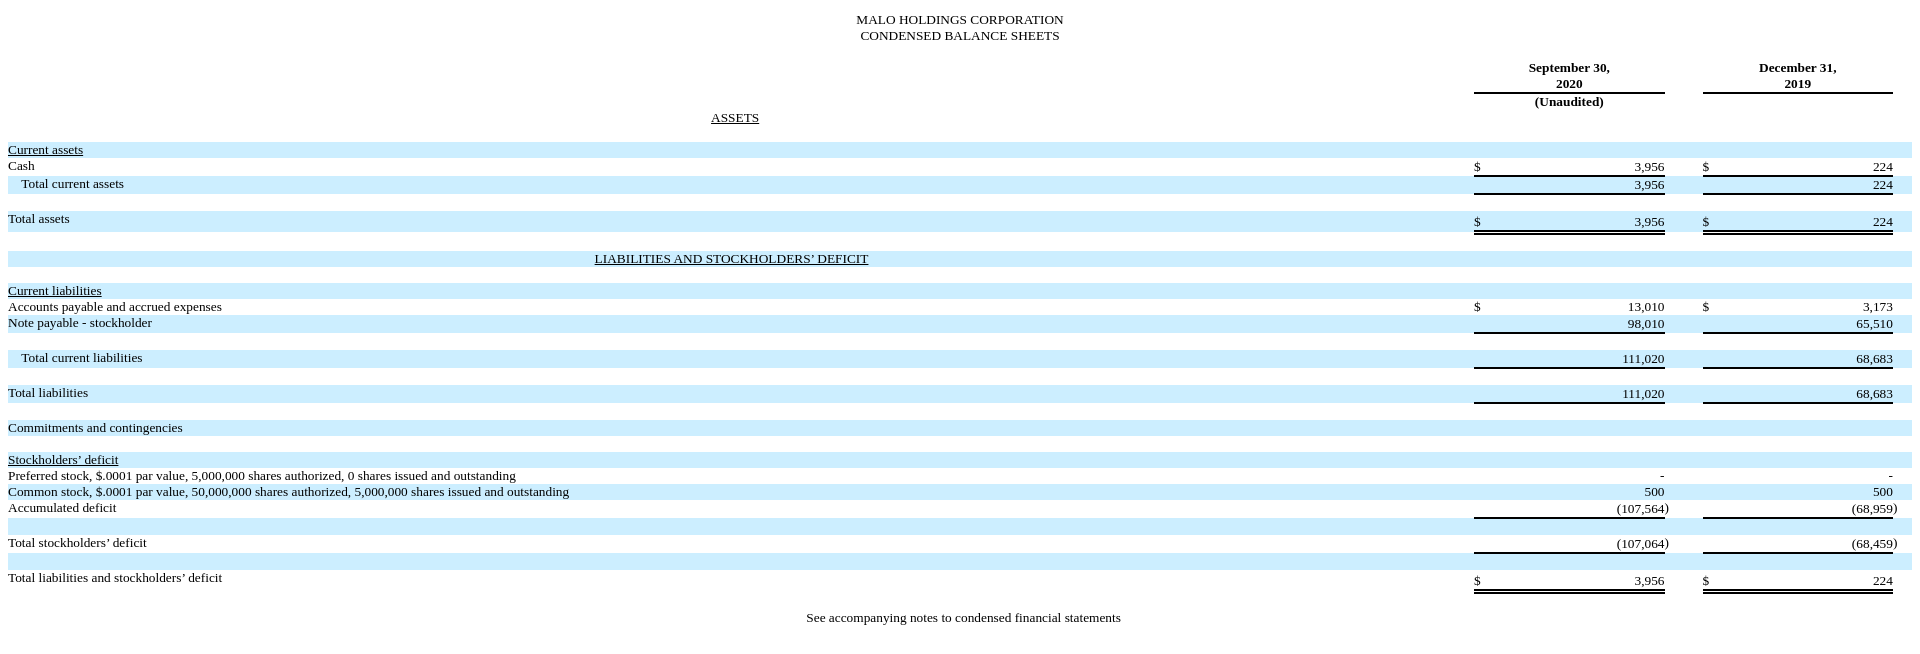 MALO HOLDINGS CORPORATION
CONDENSED BALANCE SHEETS
September 30, December 31,
2020 2019
(Unaudited)
ASSETS
Current assets
Cash $ 3,956 $ 224
Total current assets 3,956 224
Total assets $ 3,956 $ 224
LIABILITIES AND STOCKHOLDERS’ DEFICIT
Current liabilities
Accounts payable and accrued expenses $ 13,010 $ 3,173
Note payable - stockholder 98,010 65,510
Total current liabilities 111,020 68,683
Total liabilities 111,020 68,683
Commitments and contingencies
Stockholders’ deficit
Preferred stock, $.0001 par value, 5,000,000 shares authorized, 0 shares issued and outstanding - -
Common stock, $.0001 par value, 50,000,000 shares authorized, 5,000,000 shares issued and outstanding 500 500
Accumulated deficit (107,564) (68,959)
Total stockholders’ deficit (107,064) (68,459)
Total liabilities and stockholders’ deficit $ 3,956 $ 224
See accompanying notes to condensed financial statements